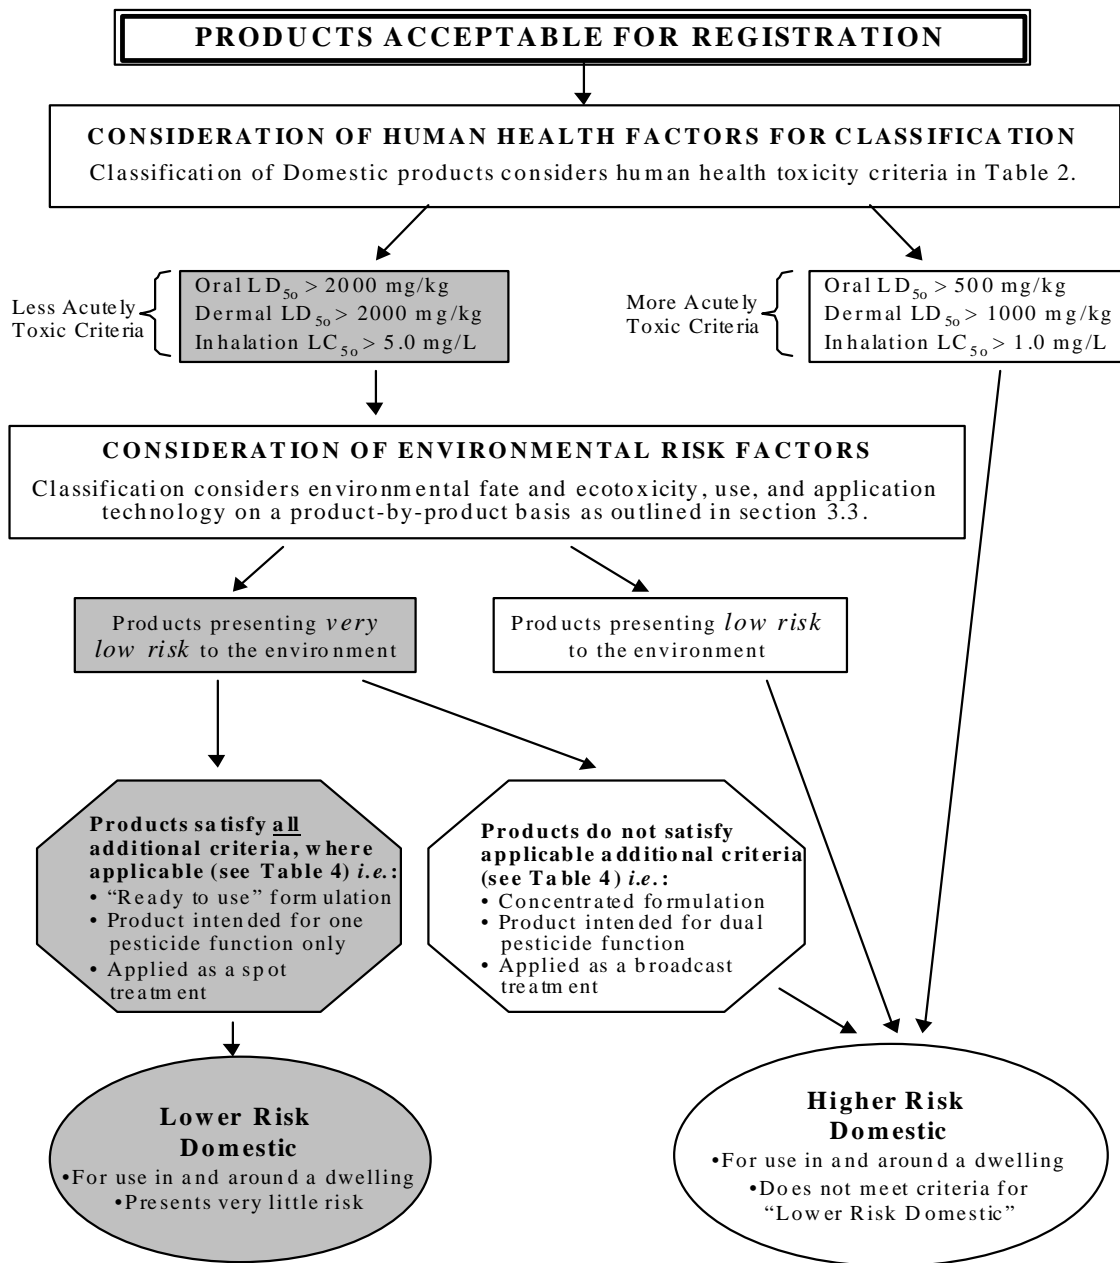 PRODUCTS ACCEPTABLE FOR REGISTRATION
CONSIDERATION OF HUMAN HEALTH FACTORS FOR CLASSIFICATION
Classification of Domestic products considers human health toxicity criteria in Table 2.
Less Acutely
Toxic Criteria
Oral LD5o > 2000 mg/kg
Dermal LD5o > 2000 mg/kg
Inhalation LC5o > 5.0 mg/L
More Acutely
Toxic Criteria
Oral LD5o > 500 mg/kg
Dermal LD5o > 1000 mg/kg
Inhalation LC5o > 1.0 mg/L
CONSIDERATION OF ENVIRONMENTAL RISK FACTORS
Classification considers environmental fate and ecotoxicity, use, and application
technology on a product-by-product basis as outlined in section 3.3.
Products presenting very
low risk to the environment
Products presenting low risk
to the environment
Products satisfy all
additional criteria, where
applicable (see Table 4) i.e.:
• “Ready to use” formulation
• Product intended for one
pesticide function only
• Applied as a spot
treatment
Products do not satisfy
applicable additional criteria
(see Table 4) i.e.:
• Concentrated formulation
• Product intended for dual
pesticide function
• Applied as a broadcast
treatment
Lower Risk
Domestic
•For use in and around a dwelling
•Presents very little risk
Higher Risk
Domestic
•For use in and around a dwelling
•Does not meet criteria for
“Lower Risk Domestic”